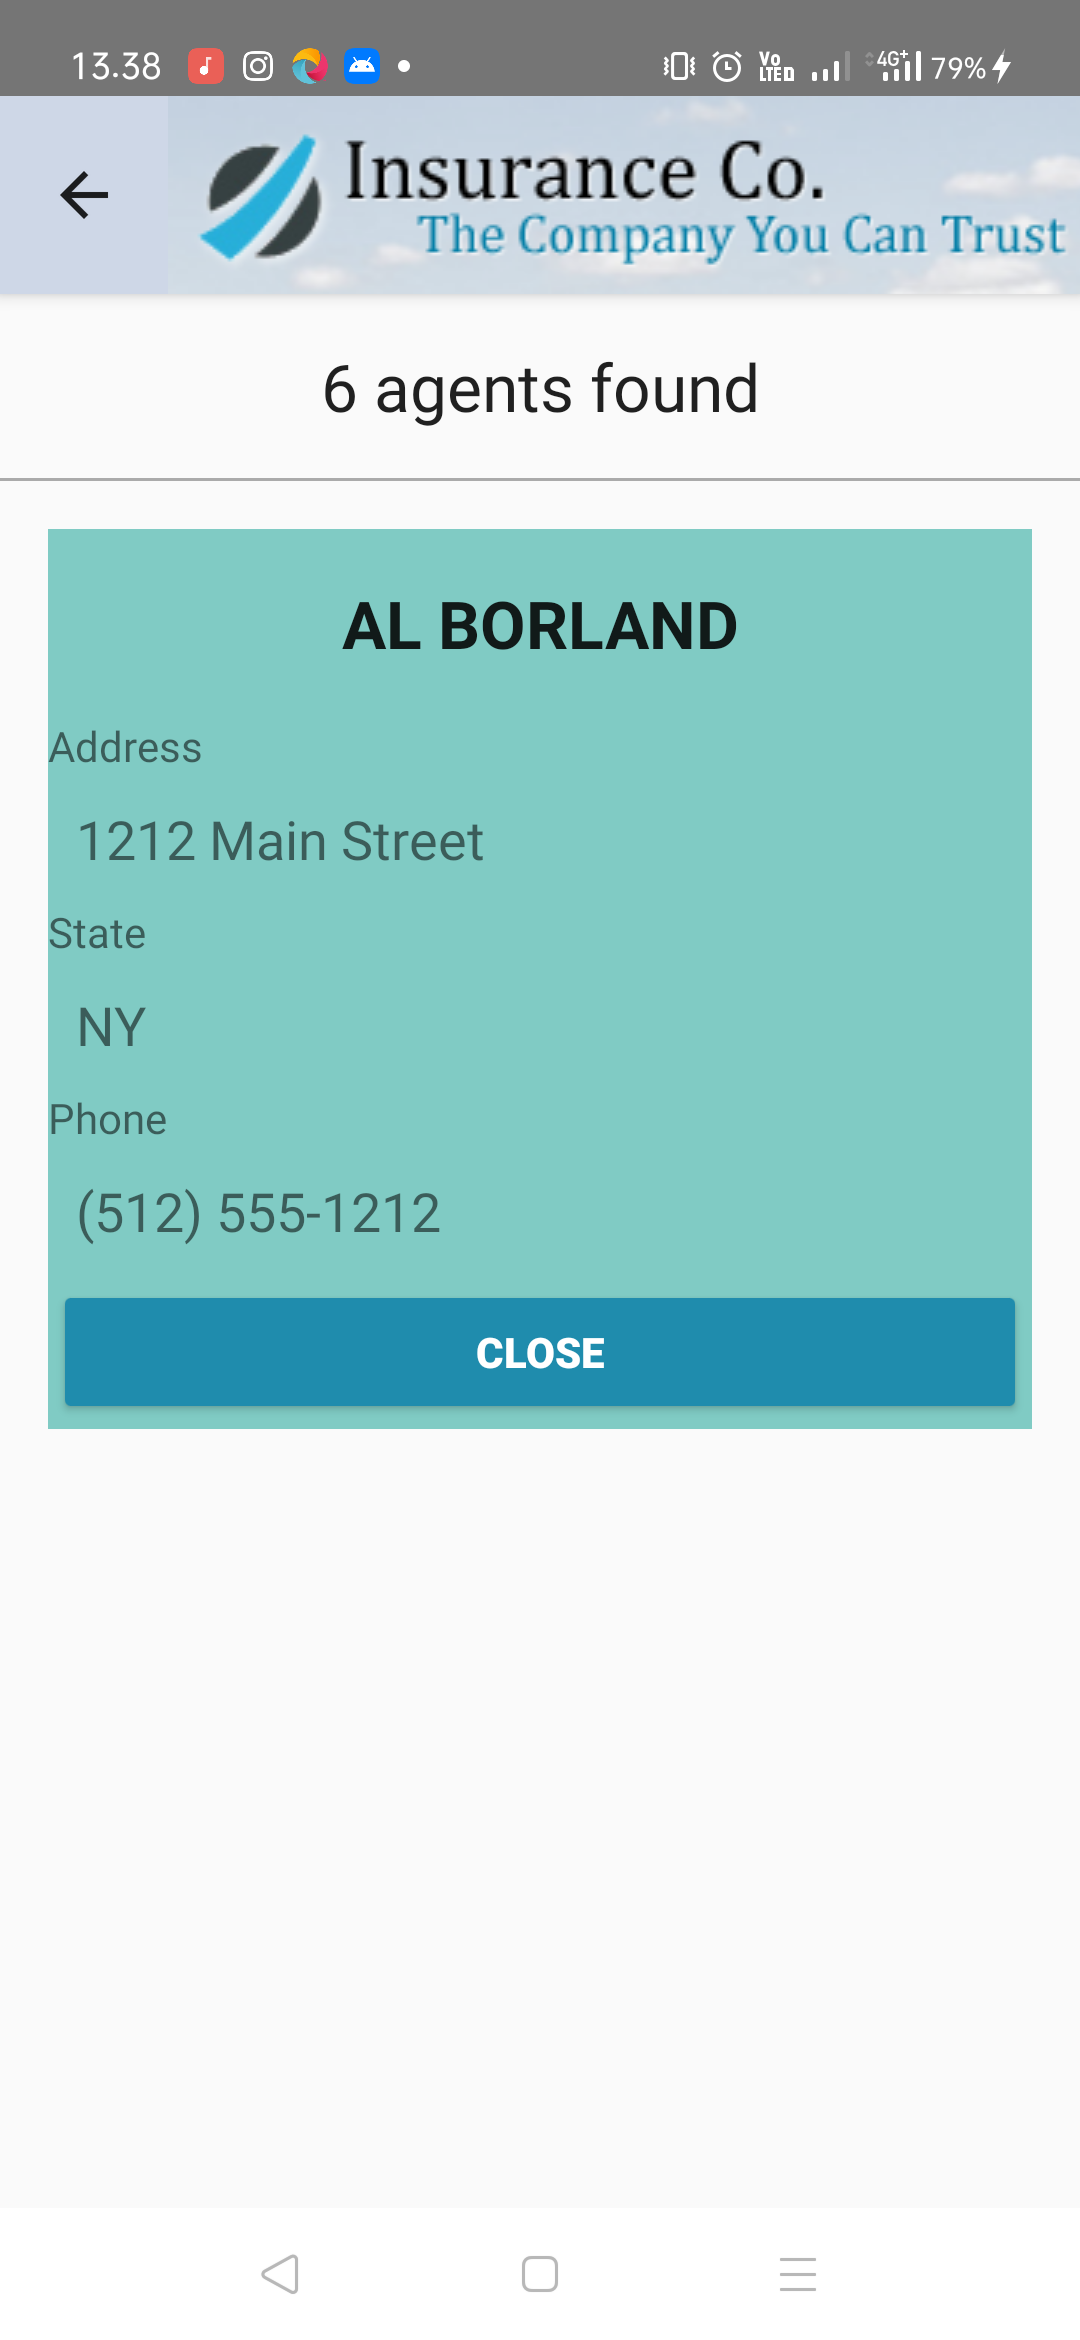 13.38 Vo LTED 4G+ 79%
Insurance Co.
The Company You Can Trust
6 agents found
AL BORLAND
Address
1212 Main Street
State
NY
Phone
(512) 555-1212
CLOSE